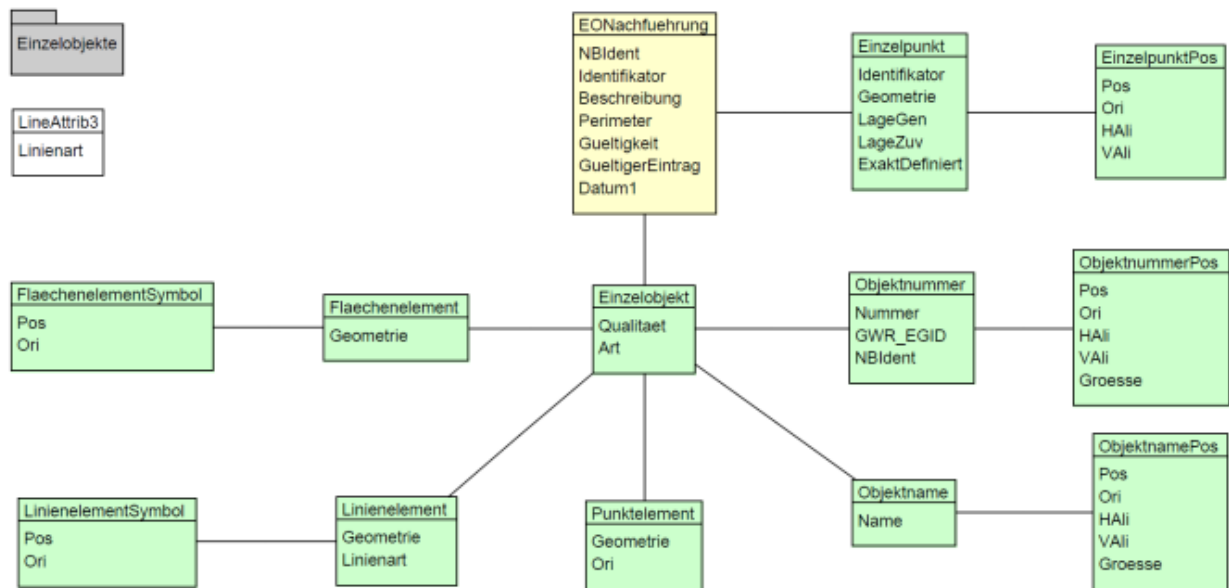 Einzelobjekte
LineAttrib3
Linienart
EONachfuehrung
NBIdent
Identifikator
Beschreibung
Perimeter
Gueltigkeit
GueltigerEintrag
Datum1
Einzelpunkt
Identifikator
Geometrie
LageGen
LageZuv
ExaktDefiniert
EinzelpunktPos
Pos
Ori
HAli
VAli
FlaechenelementSymbol
Pos
Ori
Flaechenelement
Geometrie
Einzelobjekt
Qualitaet
Art
Objektnummer
Nummer
GWR_EGID
NBIdent
ObjektnummerPos
Pos
Ori
HAli
VAli
Groesse
LinienelementSymbol
Pos
Ori
Linienelement
Geometrie
Linienart
Punktelement
Geometrie
Ori
Objektname
Name
ObjektnamePos
Pos
Ori
HAli
VAli
Groesse